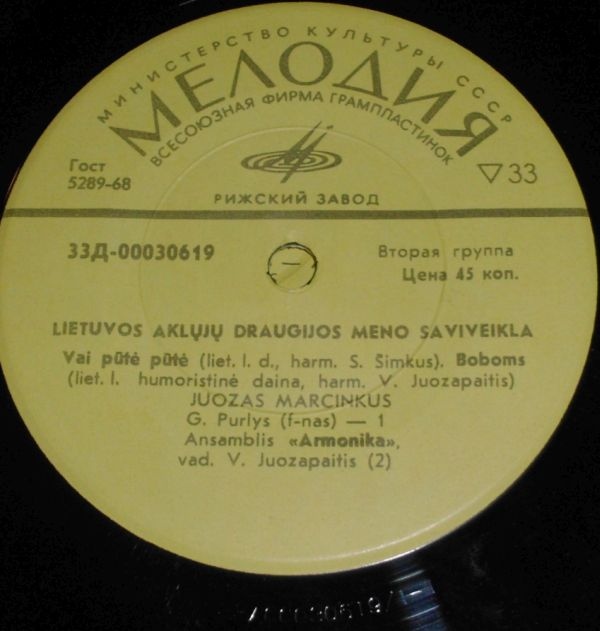 МИНИСТЕРСТВО КУЛЬТУРЫ СССР
МЕЛОДИЯ
ВСЕСОЮЗНАЯ ФИРМА ГРАМПЛАСТИНОК
Гост
5289-68
▽33
РИЖСКИЙ ЗАВОД
33Д-00030619
Вторая группа
Цена 45 коп.
LIETUVOS AKLŲJŲ DRAUGIJOS MENO SAVIVEIKLA
Vai pūtė pūtė (liet. l. d., harm. S. Šimkus). Boboms
(liet. l. humoristinė daina, harm. V. Juozapaitis)
JUOZAS MARCINKUS
G. Purlys (f-nas) — 1
Ansamblis «Armonika»,
vad. V. Juozapaitis (2)